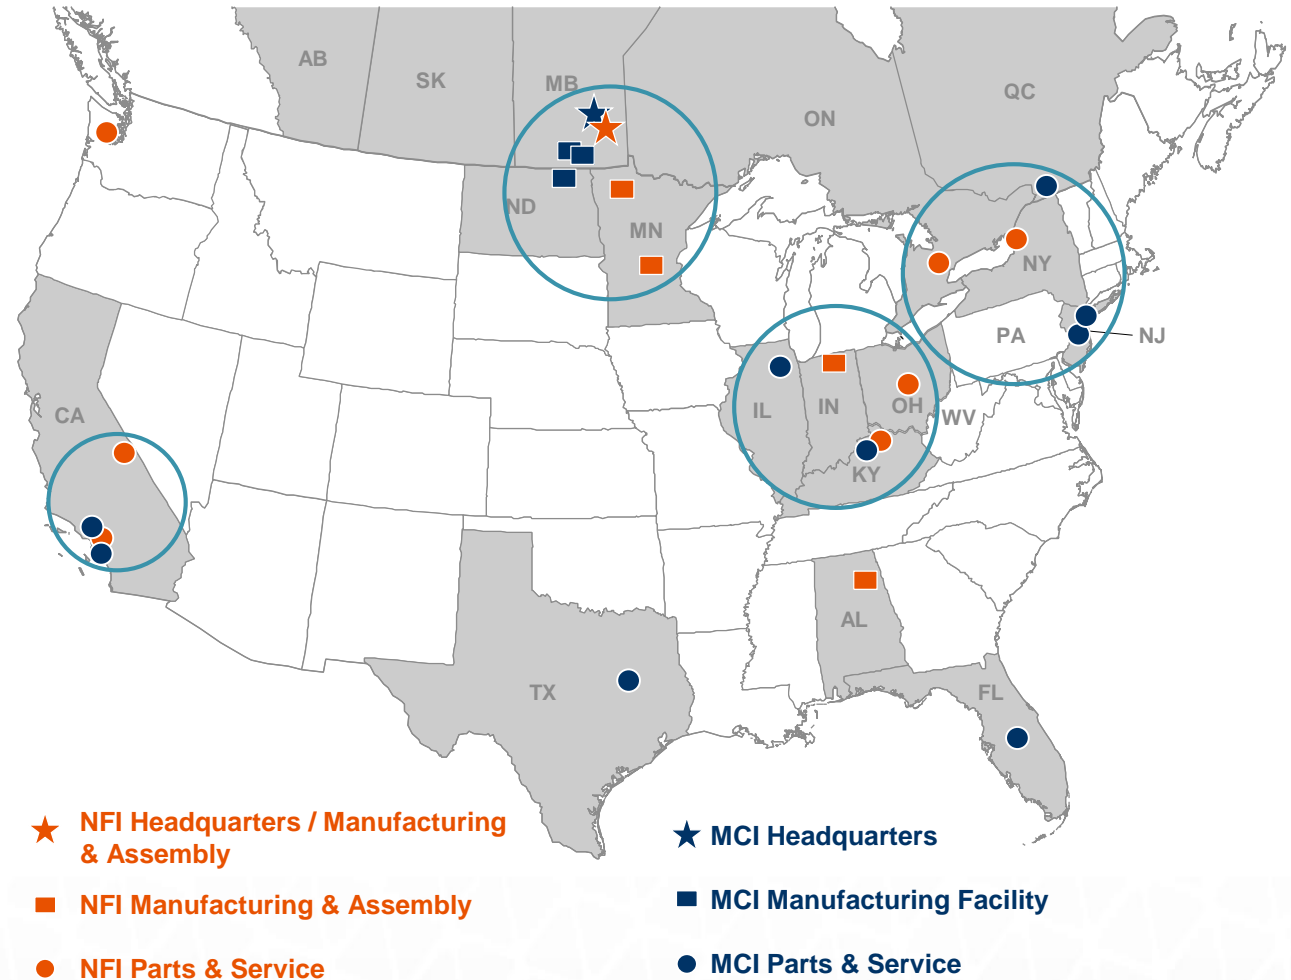 AB
SK
MB
ON
QC
ND
MN
NY
PA
NJ
CA
IL
IN
OH
WV
KY
AL
TX
FL
NFI Headquarters / Manufacturing
& Assembly
MCI Headquarters
NFI Manufacturing & Assembly
MCI Manufacturing Facility
NFI Parts & Service
MCI Parts & Service